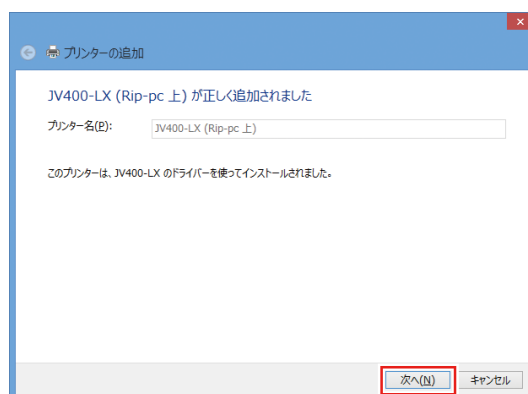 プリンターの追加
JV400-LX (Rip-pc 上) が正しく追加されました
プリンター名(P):
JV400-LX (Rip-pc 上)
このプリンターは、JV400-LX のドライバーを使ってインストールされました。
次へ(N)
キャンセル